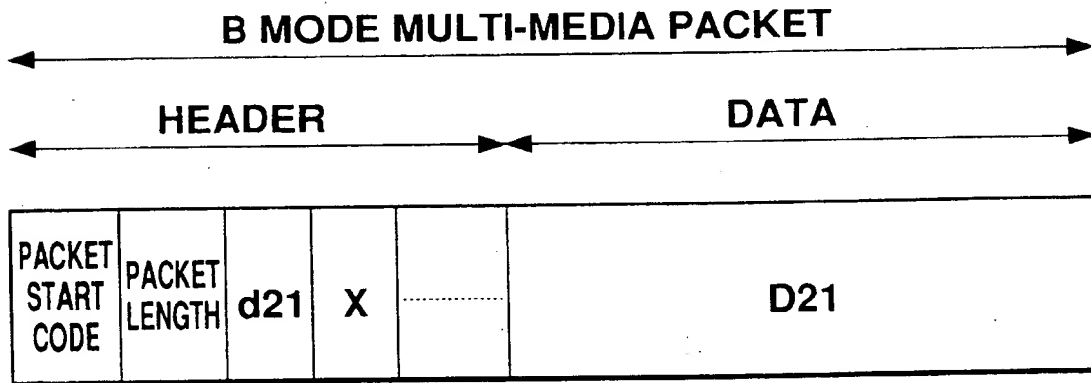 B MODE MULTI-MEDIA PACKET
HEADER
DATA
PACKET
START
CODE
PACKET
LENGTH
d21
X
D21